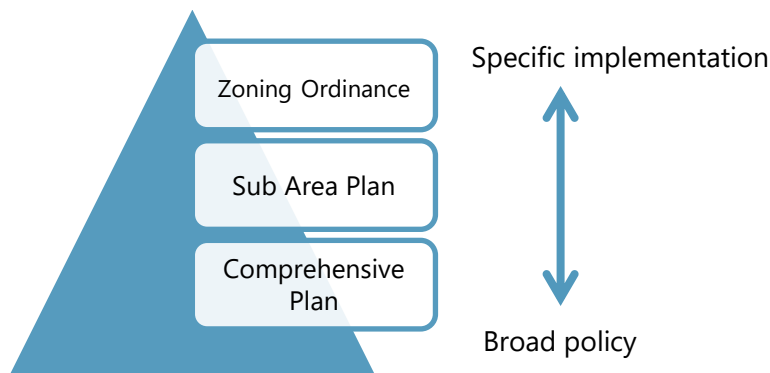 Specific implementation
Zoning Ordinance
Sub Area Plan
Comprehensive
Plan
Broad policy